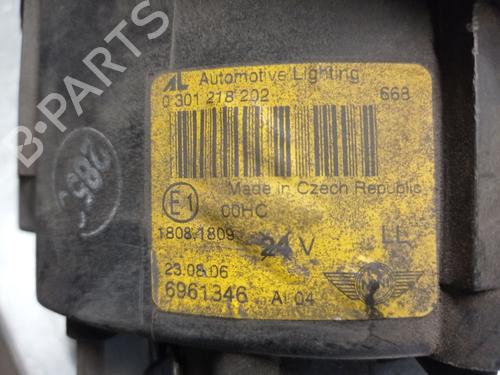 AL Automotive Lighting
0 301 218 202 668
Made in Czech Republic
E1 00HC
1808, 1809 24 V LL
23.08.06
6961346 AI 04
285
B-PARTS